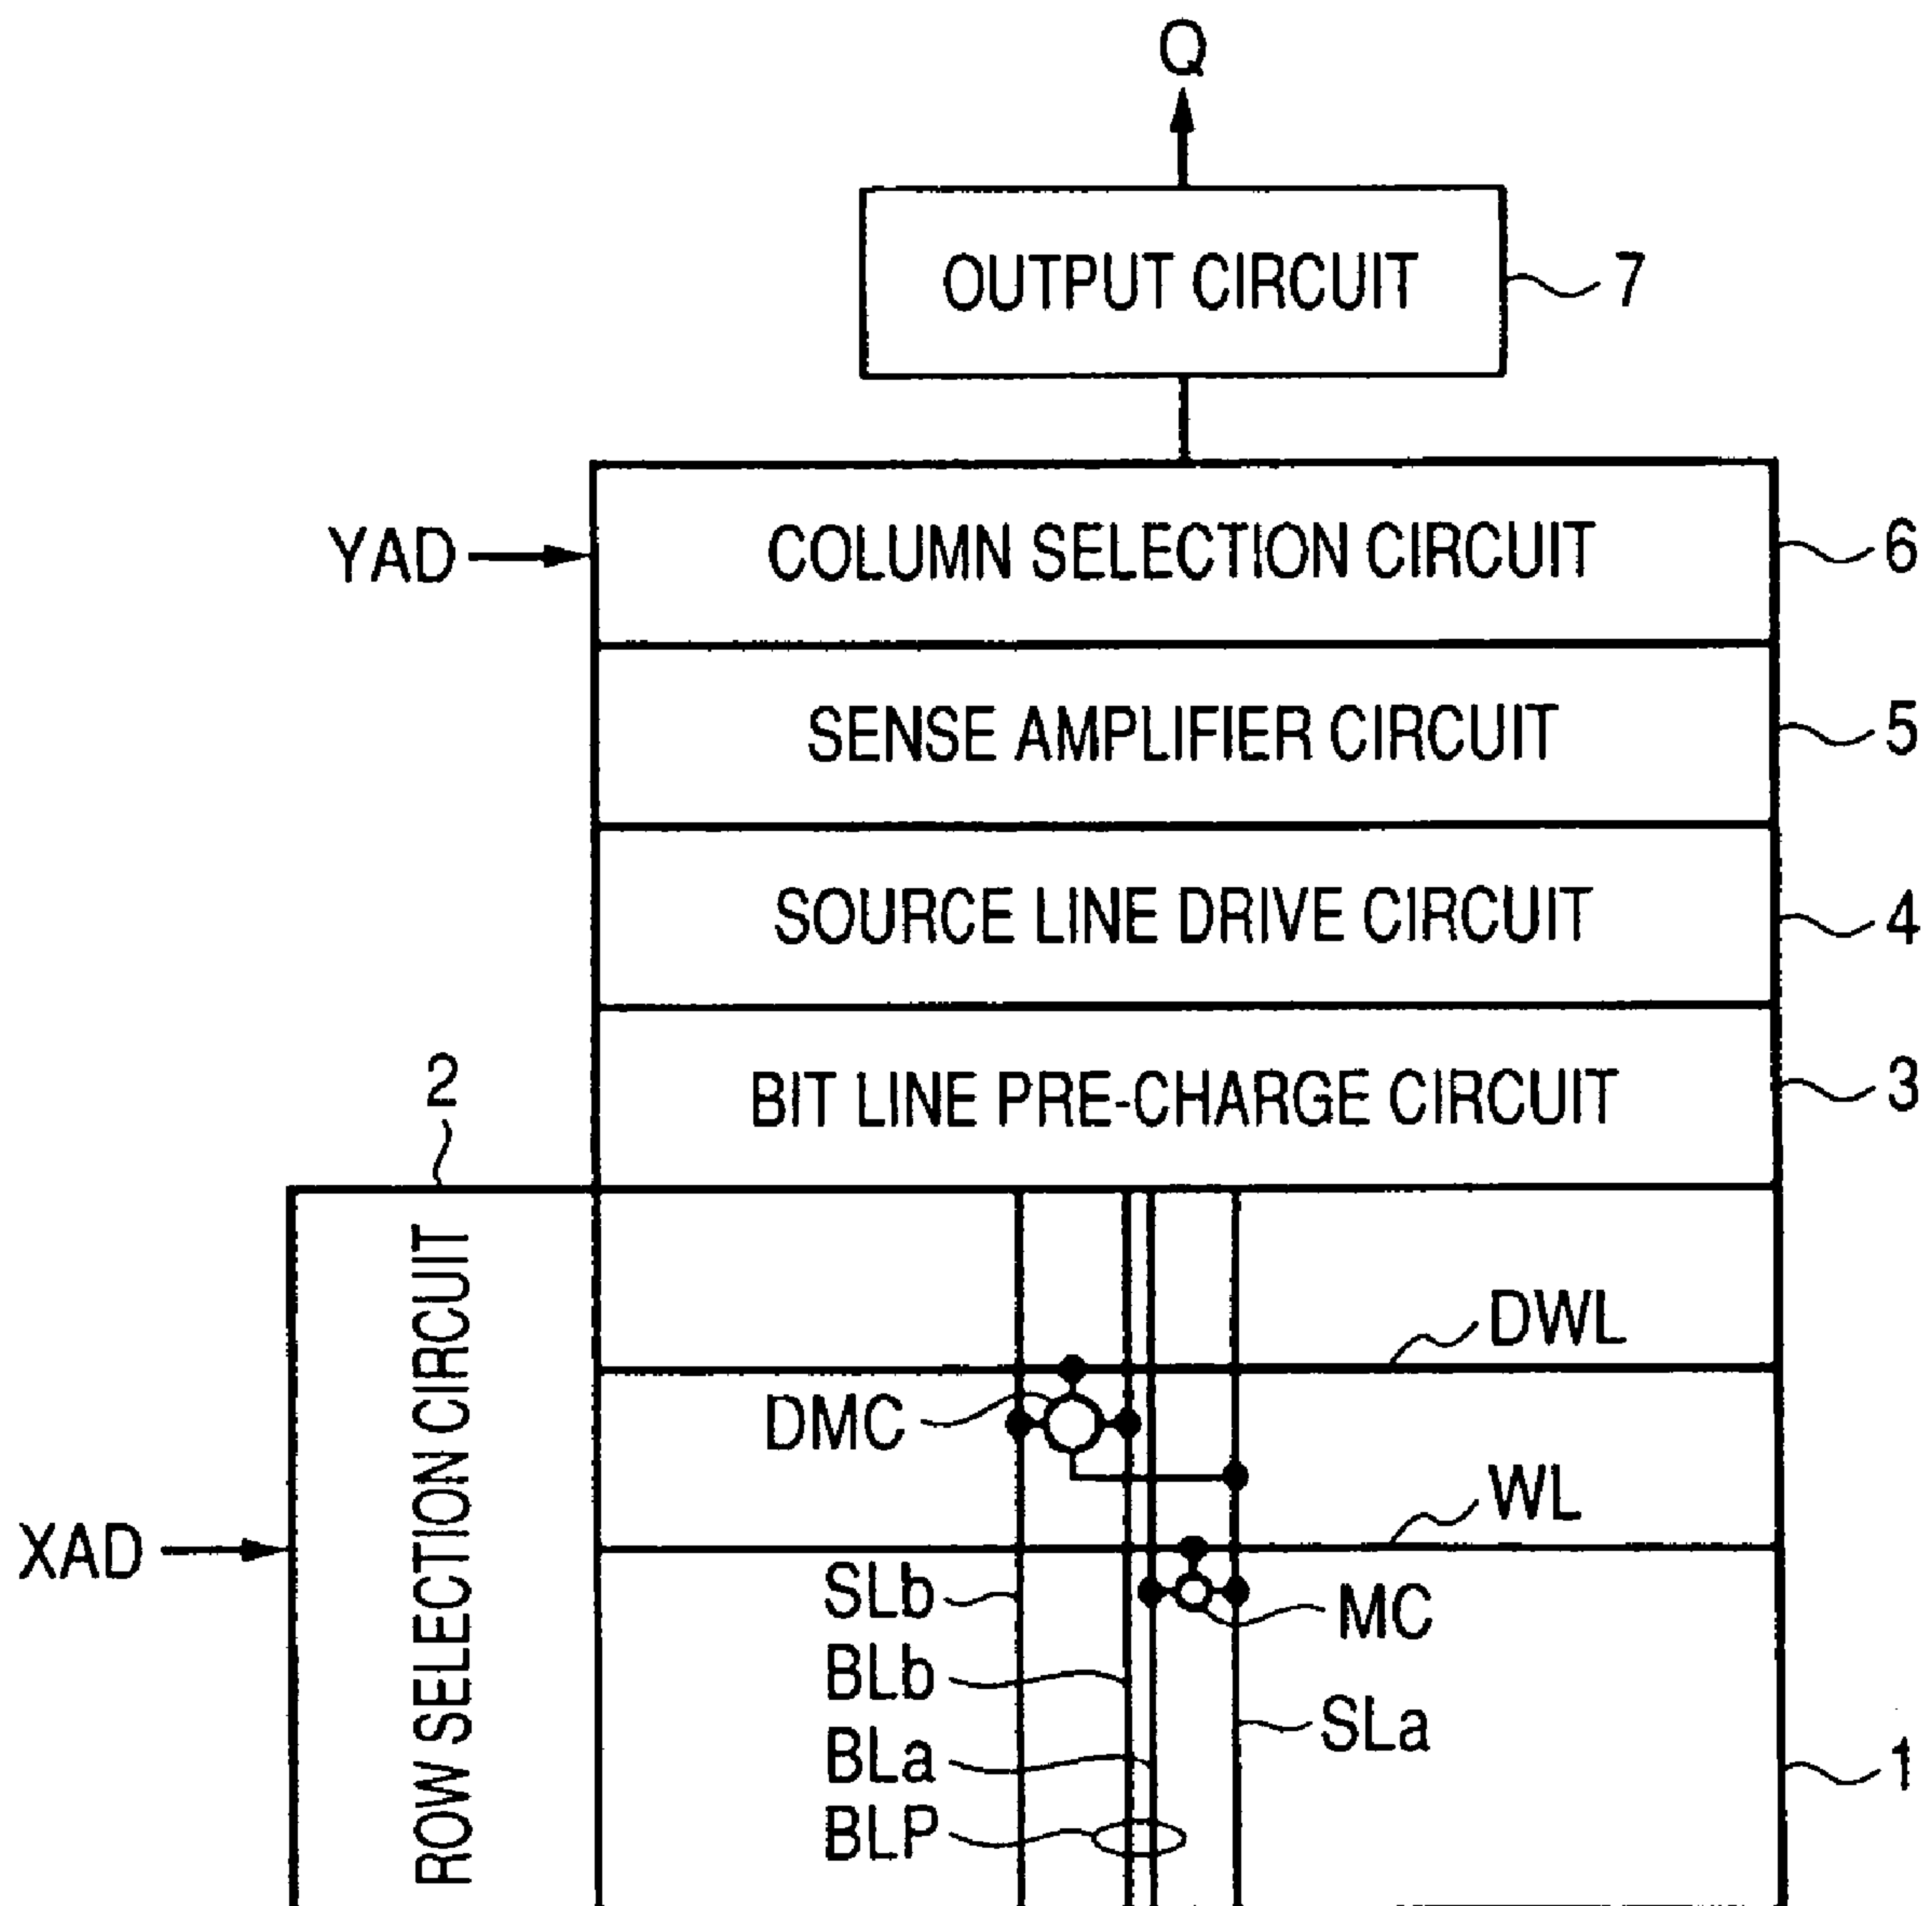 Q
OUTPUT CIRCUIT
7
YAD
COLUMN SELECTION CIRCUIT
6
SENSE AMPLIFIER CIRCUIT
5
SOURCE LINE DRIVE CIRCUIT
4
2
BIT LINE PRE-CHARGE CIRCUIT
3
ROW SELECTION CIRCUIT
DWL
DMC
WL
XAD
SLb
MC
BLb
SLa
BLa
1
BLP